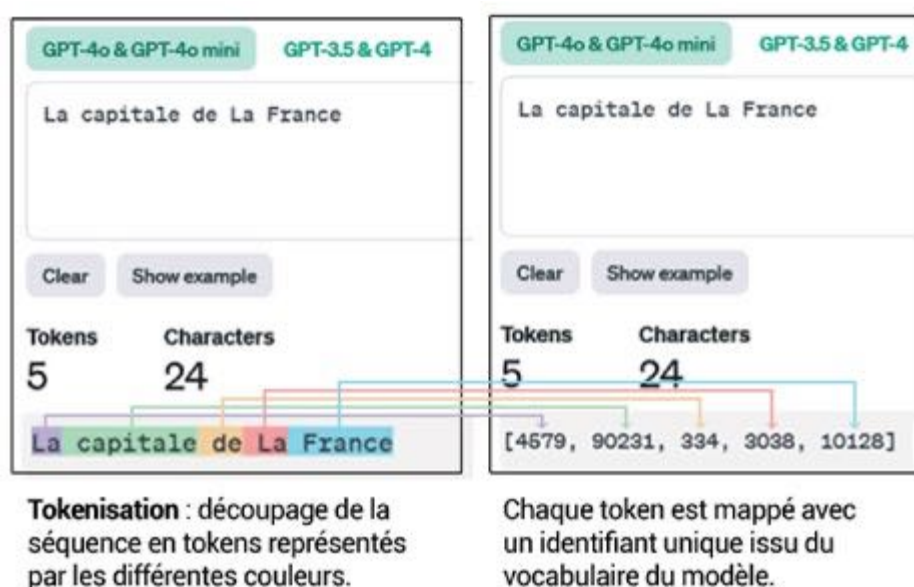 GPT-4o & GPT-4o mini GPT-3.5 & GPT-4
La capitale de La France
Clear Show example
Tokens Characters
5 24
La capitale de La France
Tokenisation : découpage de la
séquence en tokens représentés
par les différentes couleurs.
GPT-4o & GPT-4o mini GPT-3.5 & GPT-4
La capitale de La France
Clear Show example
Tokens Characters
5 24
[4579, 90231, 334, 3038, 10128]
Chaque token est mappé avec
un identifiant unique issu du
vocabulaire du modèle.